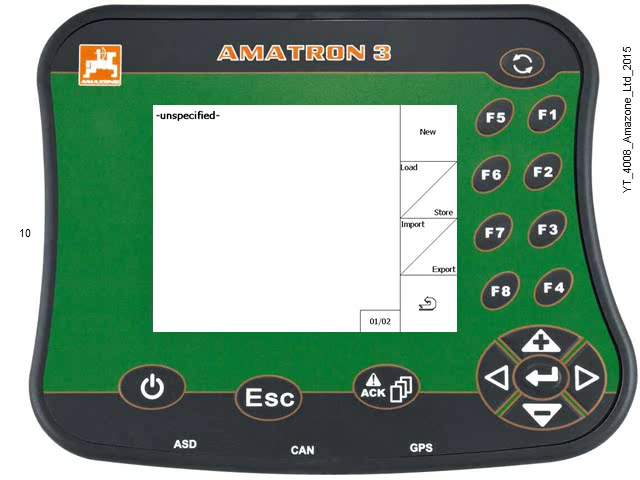 AMATRON 3
AMAZONE
-unspecified-
New
Load
Store
Import
Export
01/02
F5
F1
F6
F2
F7
F3
F8
F4
Esc
ACK
ASD
CAN
GPS
10
YT_4008_Amazone_Ltd_2015